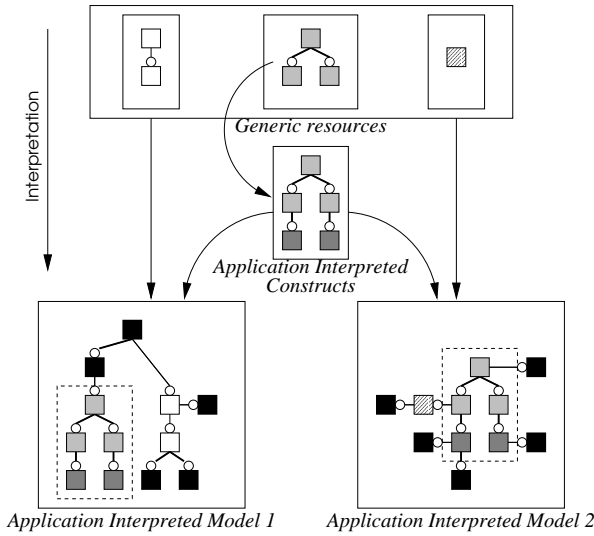 Generic resources
Interpretation
Application Interpreted
Constructs
Application Interpreted Model 1
Application Interpreted Model 2